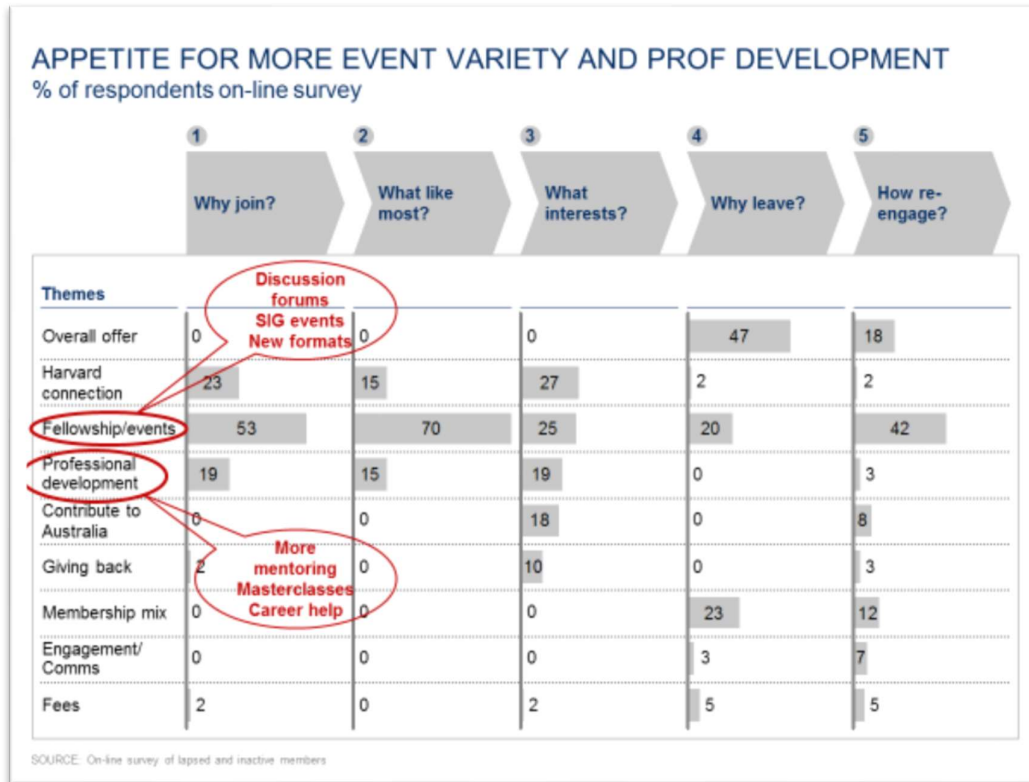 APPETITE FOR MORE EVENT VARIETY AND PROF DEVELOPMENT
% of respondents on-line survey
1 2 3 4 5
Why join?
What like
most?
What
interests?
Why leave?
How re-
engage?
Themes
Discussion
forums
SIG events
New formats
Overall offer 0 0 0 47 18
Harvard
connection 23 15 27 2 2
Fellowship/events 53 70 25 20 42
Professional
development 19 15 19 0 3
Contribute to
Australia 0 0 18 0 8
Giving back 2 0 10 0 3
More
mentoring
Masterclasses
Career help
Membership mix 0 0 0 23 12
Engagement/
Comms 0 0 0 3 7
Fees 2 0 2 5 5
SOURCE: On-line survey of lapsed and inactive members